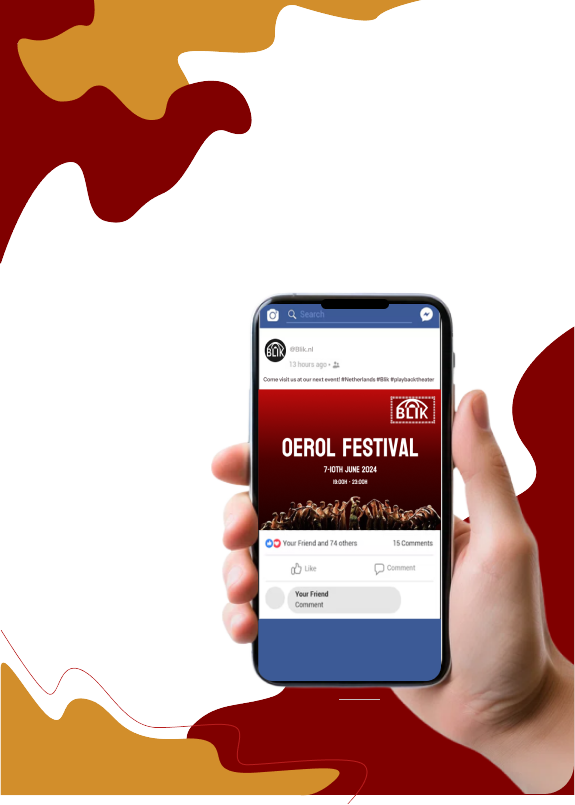 Search
BLIK
@Blik.nl
13 hours ago •
Come visit us at our next event! #Netherlands #Blik #playbacktheater
BLIK
OEROL FESTIVAL
7-10TH JUNE 2024
19:00H - 23:00H
Your Friend and 74 others 15 Comments
Like Comment
Your Friend
Comment